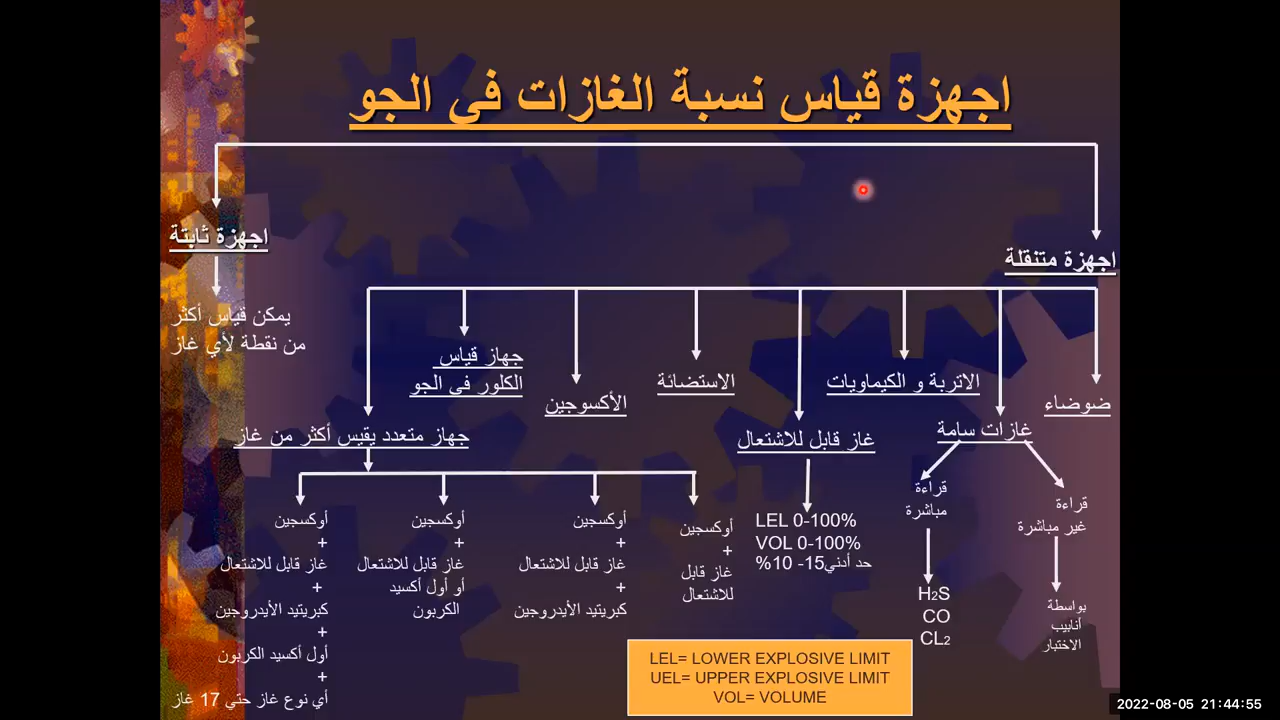 اجهزة قياس نسبة الغازات في الجو
اجهزة متنقلة
اجهزة ثابتة
يمكن قياس أكثر
من نقطة لأي غاز
ضوضاء
غازات سامة
قراءة
غير مباشرة
بواسطة
أنابيب
الاختبار
قراءة
مباشرة
H2S
CO
CL2
الاتربة و الكيماويات
غاز قابل للاشتعال
LEL 0-100%
VOL 0-100%
حد أدني15- 10%
الاستضائة
الأكسوجين
جهاز قياس
الكلور في الجو
جهاز متعدد يقيس أكثر من غاز
أوكسجين
+
غاز قابل
للاشتعال
أوكسجين
+
غاز قابل للاشتعال
+
كبريتيد الأيدروجين
أوكسجين
+
غاز قابل للاشتعال
أو أول أكسيد
الكربون
أوكسجين
+
غاز قابل للاشتعال
+
كبريتيد الأيدروجين
+
أول أكسيد الكربون
+
أي نوع غاز حتي 17 غاز
LEL= LOWER EXPLOSIVE LIMIT
UEL= UPPER EXPLOSIVE LIMIT
VOL= VOLUME
2022-08-05 21:44:55